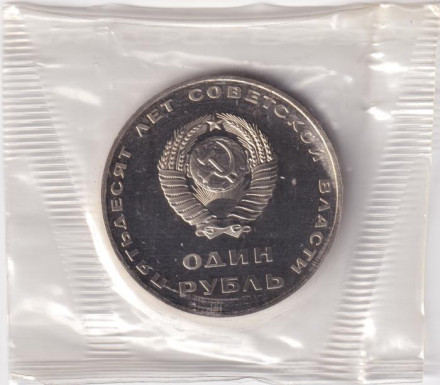 ПЯТЬДЕСЯТ ЛЕТ СОВЕТСКОЙ ВЛАСТИ
ОДИН
РУБЛЬ